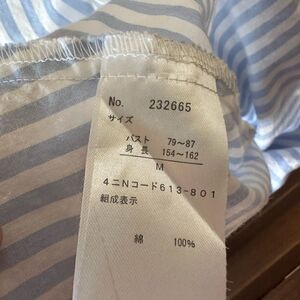 No. 232665
サイズ
バスト 79～87
身長 154～162
M
4ニNコード613-801
組成表示
綿 100%